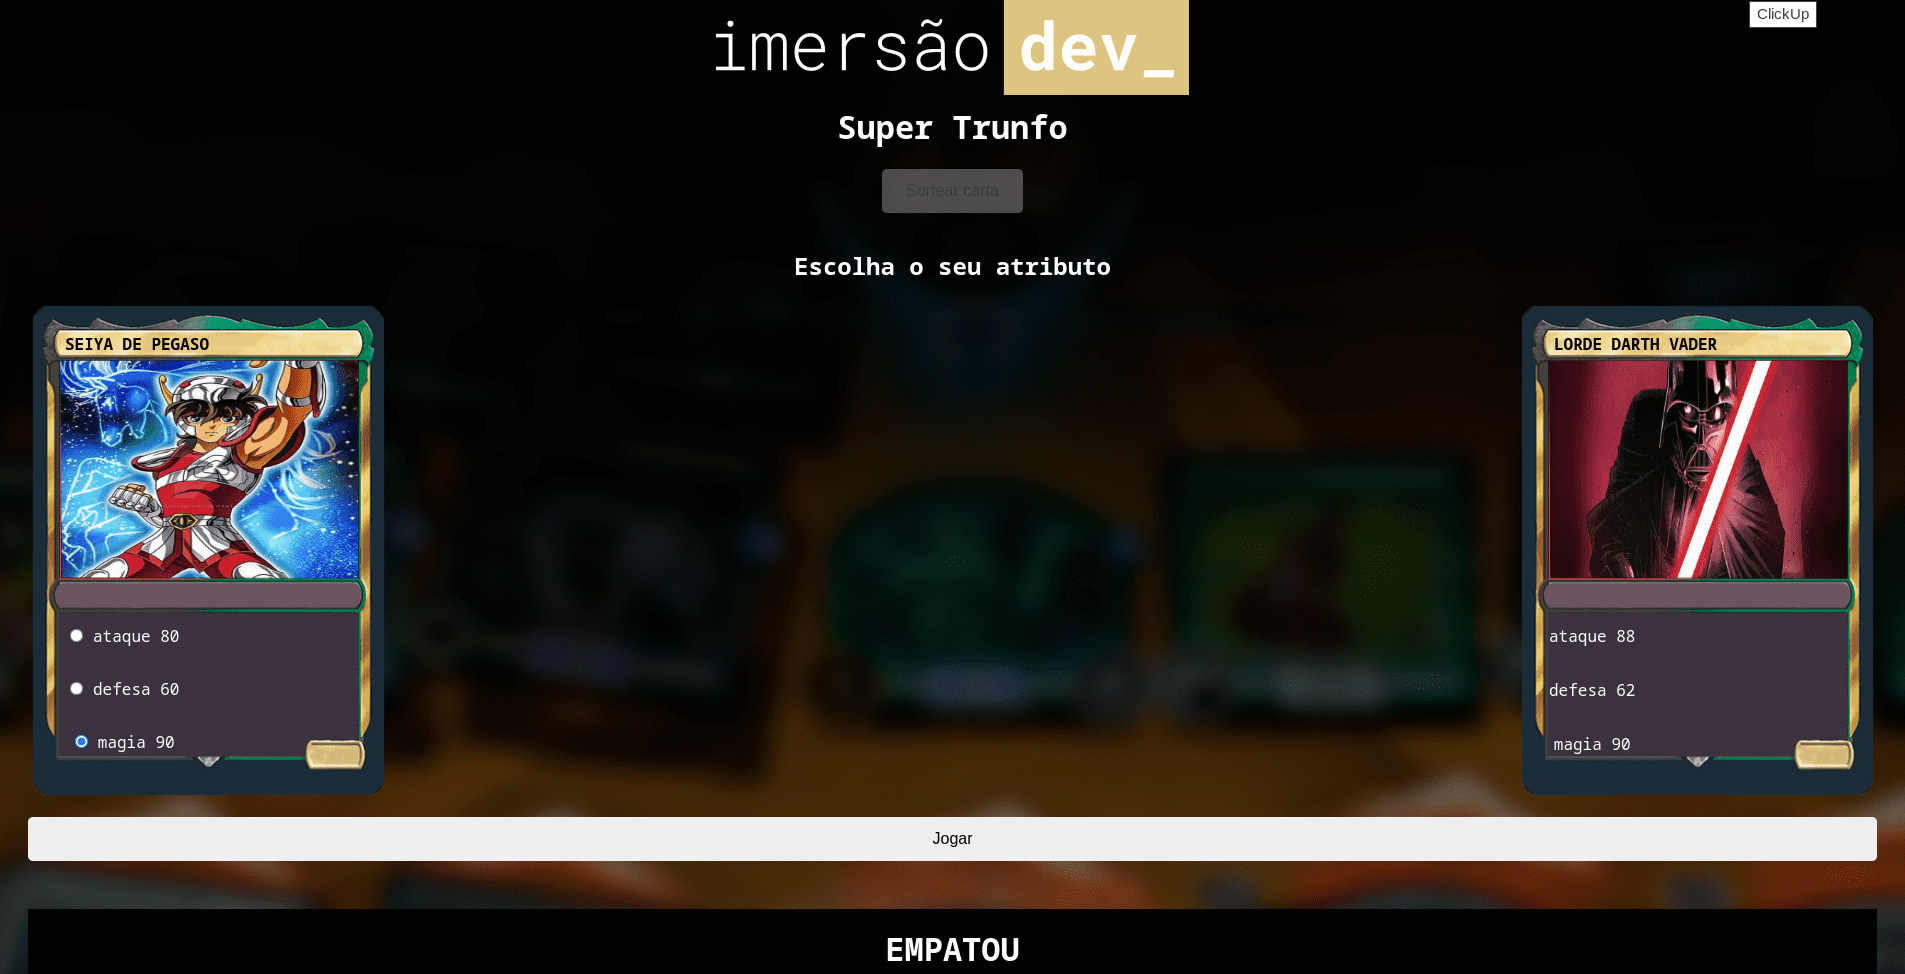 ClickUp
imersão dev_
Super Trunfo
Sortear carta
Escolha o seu atributo
SEIYA DE PEGASO
ataque 80
defesa 60
magia 90
LORDE DARTH VADER
ataque 88
defesa 62
magia 90
Jogar
EMPATOU